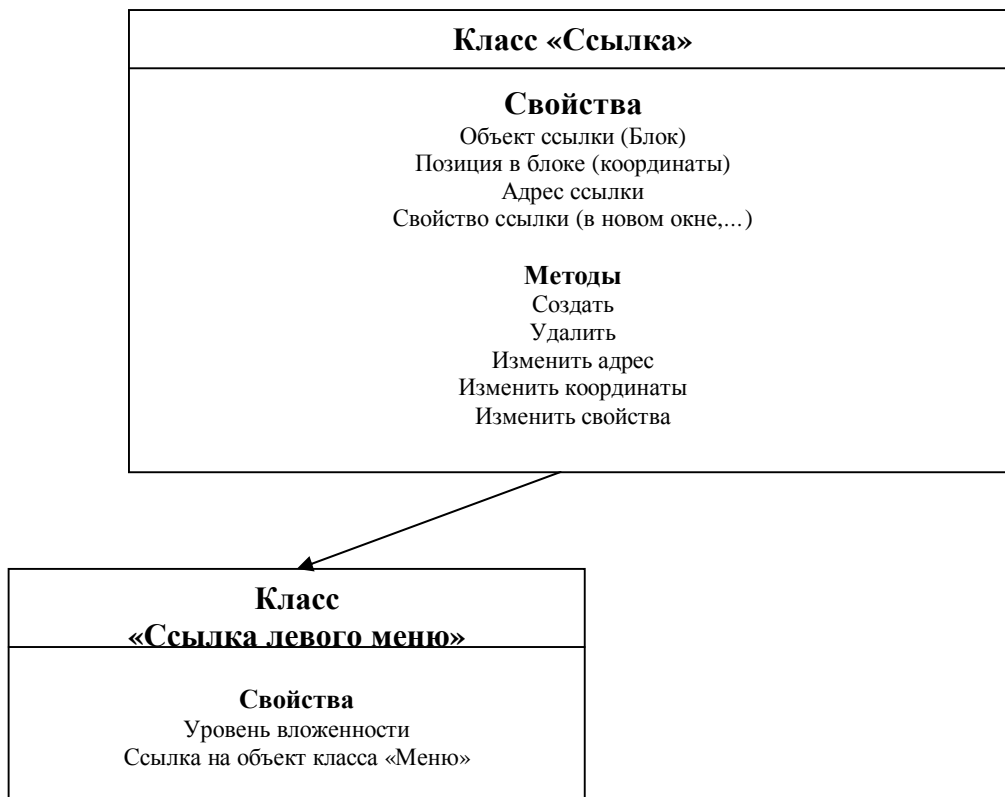 Класс «Ссылка»
Свойства
Объект ссылки (Блок)
Позиция в блоке (координаты)
Адрес ссылки
Свойство ссылки (в новом окне,...)
Методы
Создать
Удалить
Изменить адрес
Изменить координаты
Изменить свойства
Класс
«Ссылка левого меню»
Свойства
Уровень вложенности
Ссылка на объект класса «Меню»